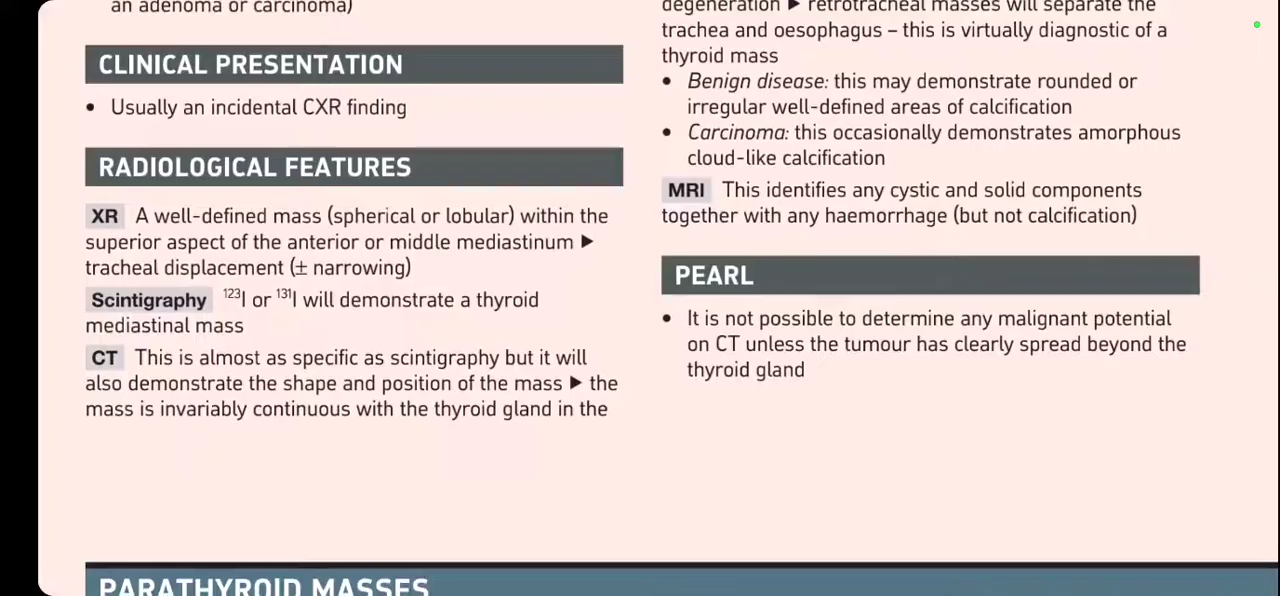 an adenoma or carcinoma)
CLINICAL PRESENTATION
• Usually an incidental CXR finding
RADIOLOGICAL FEATURES
XR A well-defined mass (spherical or lobular) within the
superior aspect of the anterior or middle mediastinum ▶
tracheal displacement (± narrowing)
Scintigraphy ¹²³I or ¹³¹I will demonstrate a thyroid
mediastinal mass
CT This is almost as specific as scintigraphy but it will
also demonstrate the shape and position of the mass ▶ the
mass is invariably continuous with the thyroid gland in the
degeneration ▶ retrotracheal masses will separate the
trachea and oesophagus – this is virtually diagnostic of a
thyroid mass
• Benign disease: this may demonstrate rounded or
irregular well-defined areas of calcification
• Carcinoma: this occasionally demonstrates amorphous
cloud-like calcification
MRI This identifies any cystic and solid components
together with any haemorrhage (but not calcification)
PEARL
• It is not possible to determine any malignant potential
on CT unless the tumour has clearly spread beyond the
thyroid gland
PARATHYROID MASSES